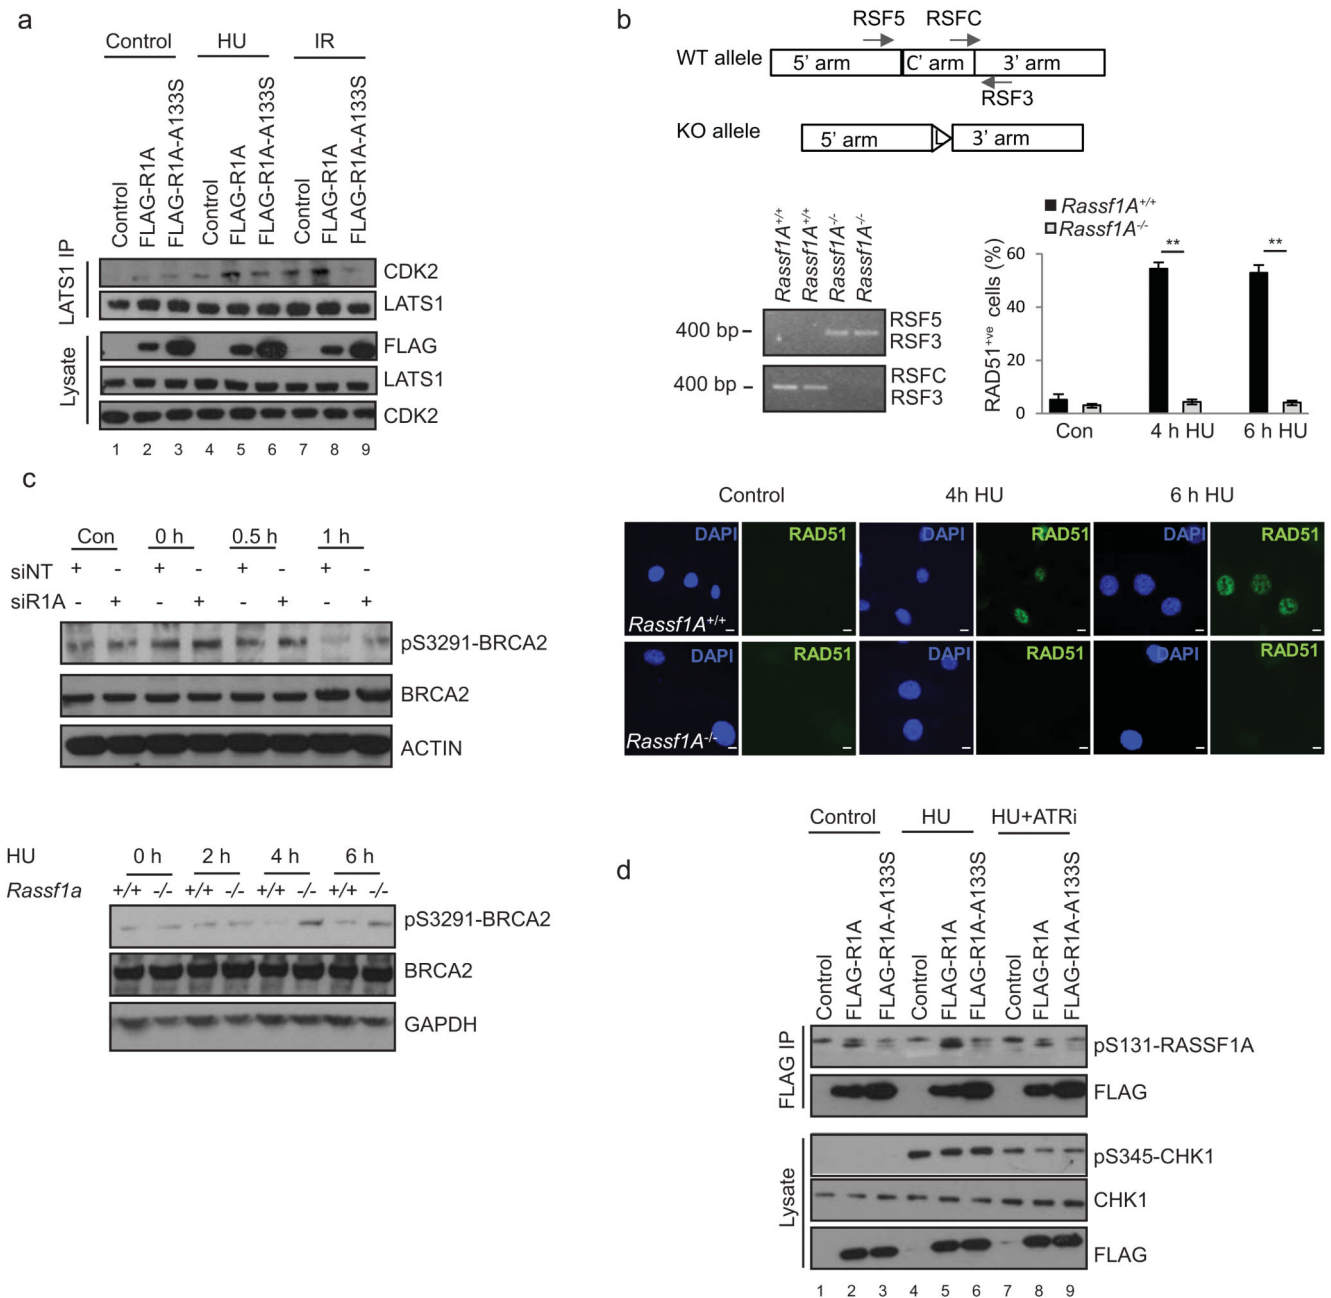 a
Control HU IR
Control
FLAG-R1A
FLAG-R1A-A133S
Control
FLAG-R1A
FLAG-R1A-A133S
Control
FLAG-R1A
FLAG-R1A-A133S
LATS1 IP
CDK2
LATS1
Lysate
FLAG
LATS1
CDK2
1 2 3 4 5 6 7 8 9
b
RSF5 RSFC
WT allele 5' arm C' arm 3' arm
RSF3
KO allele 5' arm L 3' arm
Rassf1A+/+
Rassf1A+/+
Rassf1A-/-
Rassf1A-/-
400 bp RSF5
RSF3
400 bp RSFC
RSF3
Rassf1A+/+
Rassf1A-/-
RAD51+ve cells (%)
60
40
20
0
** **
Con 4 h HU 6 h HU
Control 4h HU 6 h HU
DAPI RAD51 DAPI RAD51 DAPI RAD51
Rassf1A+/+
DAPI RAD51 DAPI RAD51 DAPI RAD51
Rassf1A-/-
c
Con 0 h 0.5 h 1 h
siNT + - + - + - + -
siR1A - + - + - + - +
pS3291-BRCA2
BRCA2
ACTIN
HU 0 h 2 h 4 h 6 h
Rassf1a +/+ -/- +/+ -/- +/+ -/- +/+ -/-
pS3291-BRCA2
BRCA2
GAPDH
d
Control HU HU+ATRi
Control
FLAG-R1A
FLAG-R1A-A133S
Control
FLAG-R1A
FLAG-R1A-A133S
Control
FLAG-R1A
FLAG-R1A-A133S
FLAG IP
pS131-RASSF1A
FLAG
Lysate
pS345-CHK1
CHK1
FLAG
1 2 3 4 5 6 7 8 9